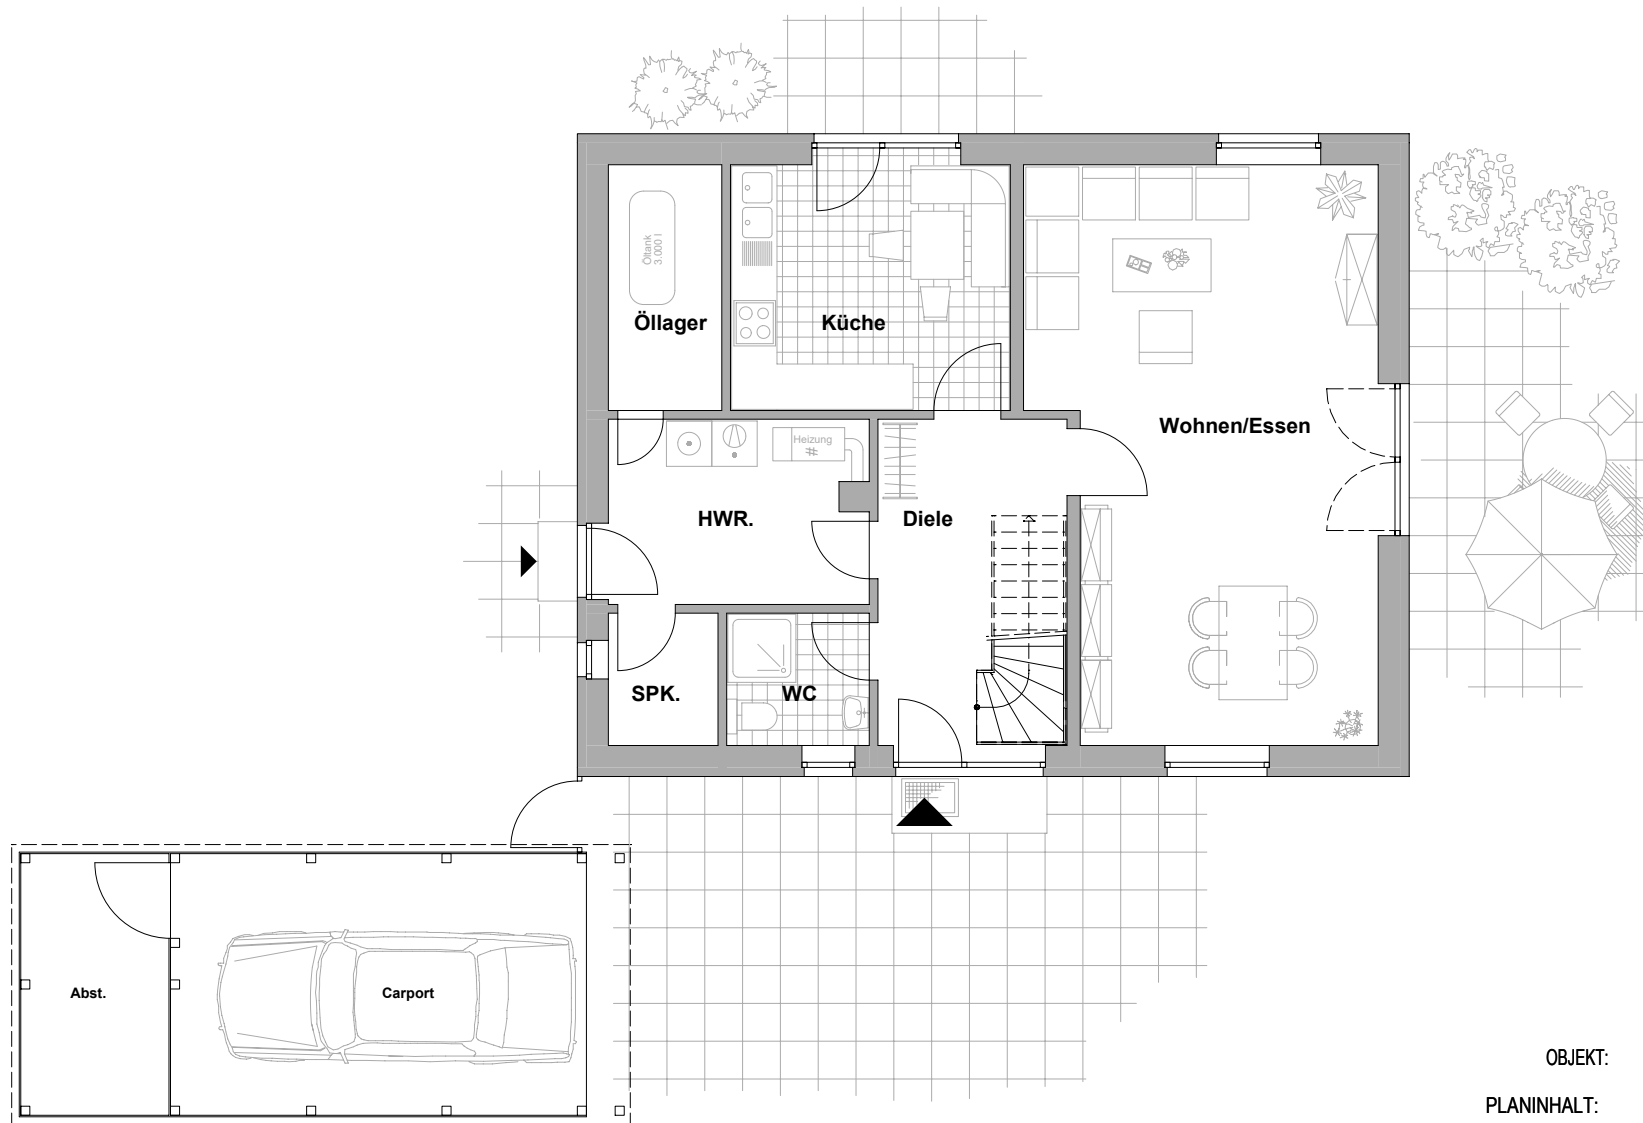 Öltank
3.000 l
Öllager
Küche
Wohnen/Essen
Heizung
#
HWR.
Diele
SPK.
WC
Abst.
Carport
OBJEKT:
PLANINHALT: